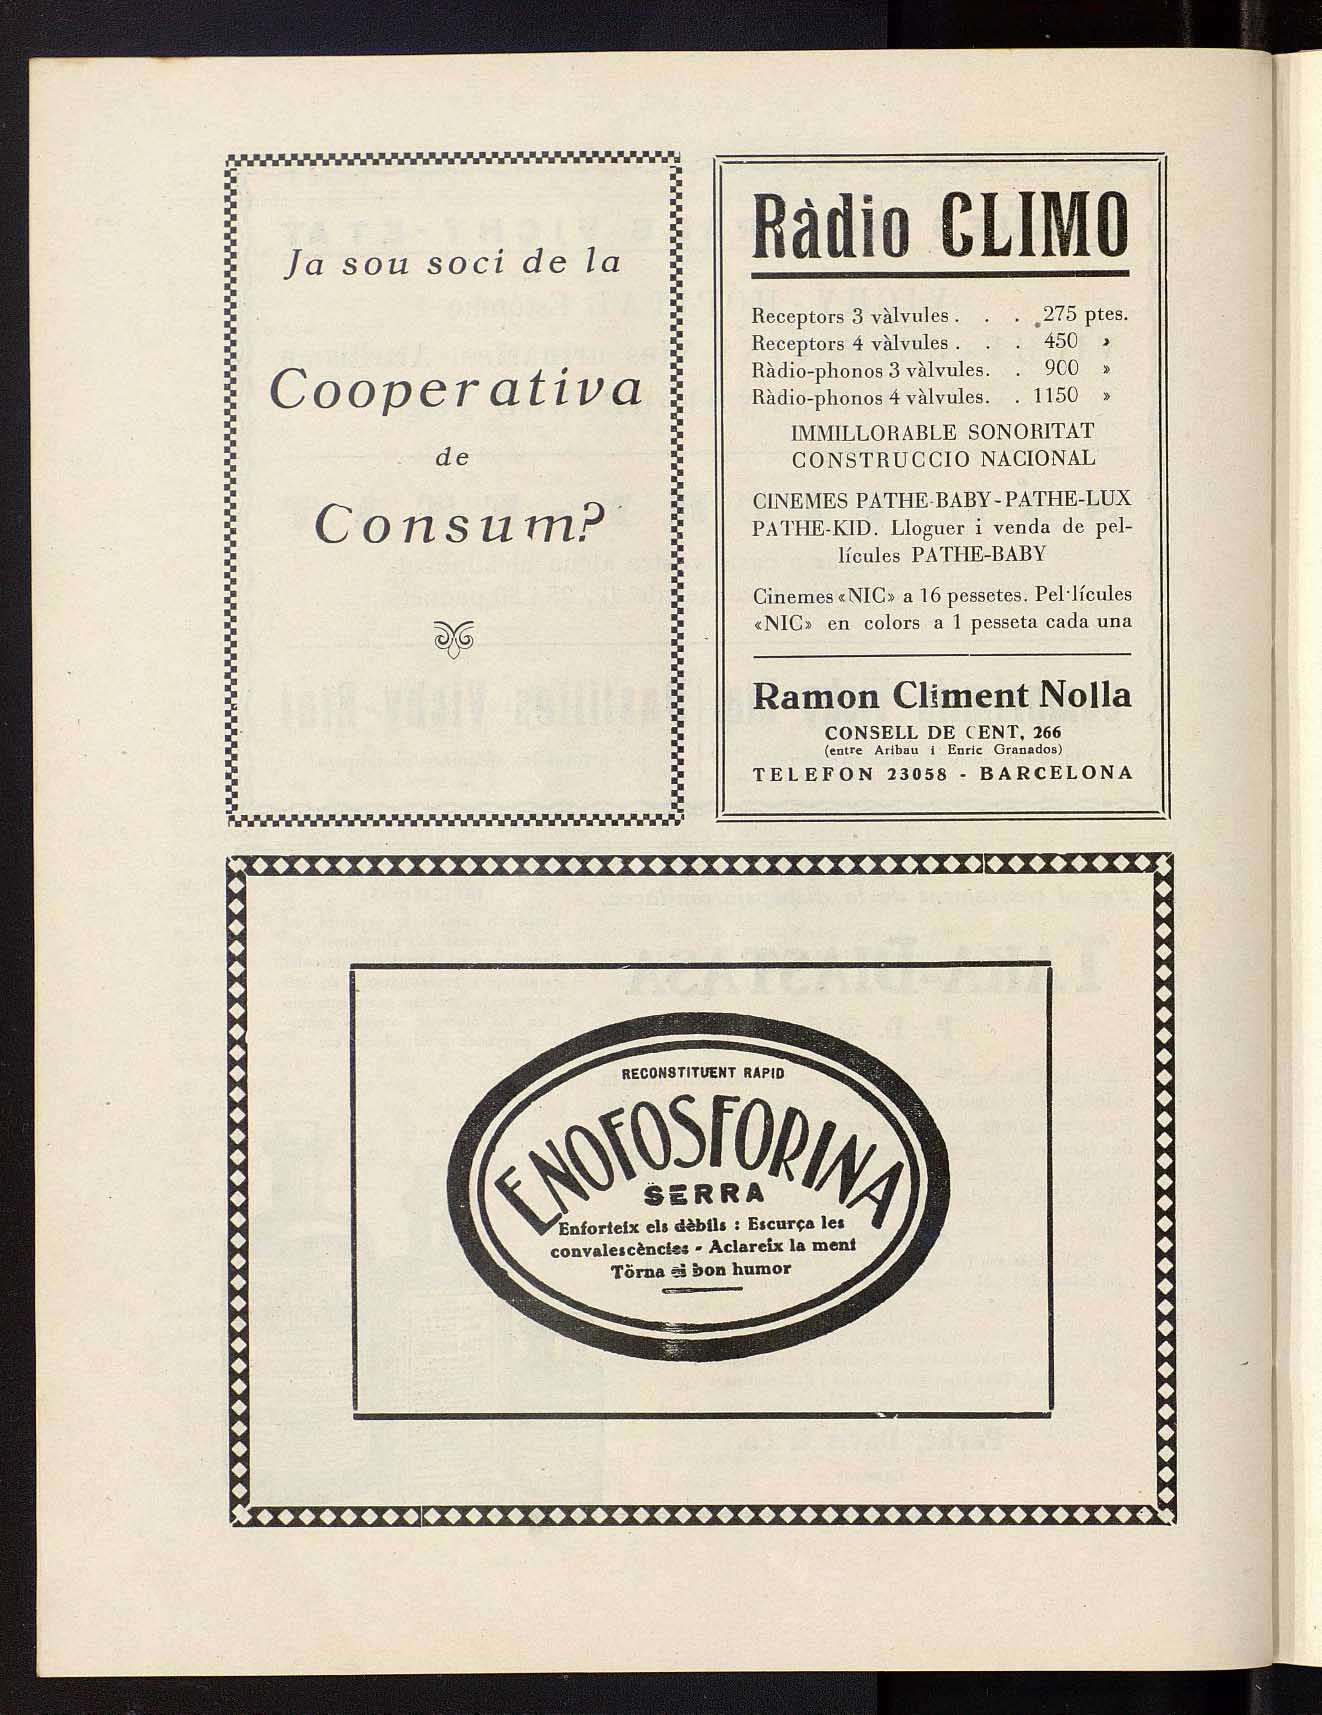 Ja sou soci de la
Cooperativa
de
Consum?
Ràdio CLIMO
Receptors 3 vàlvules . . . 275 ptes.
Receptors 4 vàlvules . . . 450 »
Ràdio-phonos 3 vàlvules. . 900 »
Ràdio-phonos 4 vàlvules. . 1150 »
IMMILLORABLE SONORITAT
CONSTRUCCIO NACIONAL
CINEMES PATHE-BABY - PATHE-LUX
PATHE-KID. Lloguer i venda de pel-
lícules PATHE-BABY
Cinemes «NIC» a 16 pessetes. Pel·lícules
«NIC» en colors a 1 pesseta cada una
Ramon Climent Nolla
CONSELL DE CENT, 266
(entre Aribau i Enric Granados)
TELEFON 23058 - BARCELONA
RECONSTITUENT RAPID
ENOFOSFORINA
SERRA
Enforteix els dèbils : Escurça les
convalescències - Aclareix la ment
Törna el bon humor